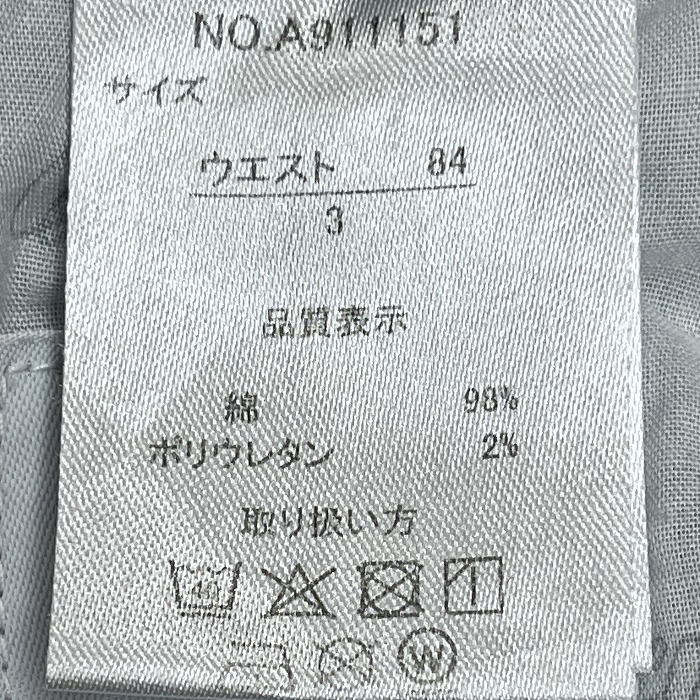 NO.A911151
サイズ
ウエスト 84
3
品質表示
綿 98%
ポリウレタン 2%
取り扱い方
40
W